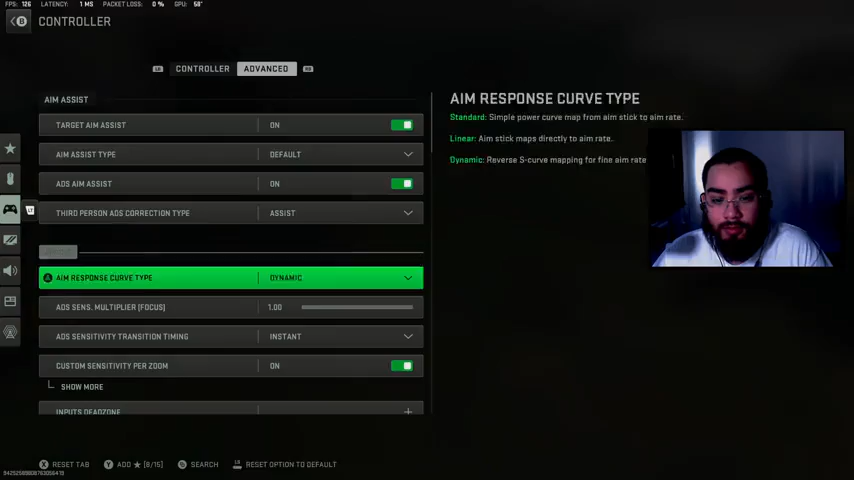 FPS: 126 LATENCY: 1 MS PACKET LOSS: 0 % GPU: 58°
B CONTROLLER
LB CONTROLLER ADVANCED RB
AIM ASSIST
TARGET AIM ASSIST ON
AIM ASSIST TYPE DEFAULT
ADS AIM ASSIST ON
THIRD PERSON ADS CORRECTION TYPE ASSIST
AIM RESPONSE CURVE TYPE DYNAMIC
ADS SENS. MULTIPLIER (FOCUS) 1.00
ADS SENSITIVITY TRANSITION TIMING INSTANT
CUSTOM SENSITIVITY PER ZOOM ON
SHOW MORE
INPUTS DEADZONE
AIM RESPONSE CURVE TYPE
Standard: Simple power curve map from aim stick to aim rate.
Linear: Aim stick maps directly to aim rate.
Dynamic: Reverse S-curve mapping for fine aim rate
X RESET TAB Y ADD [8/15] SEARCH RESET OPTION TO DEFAULT